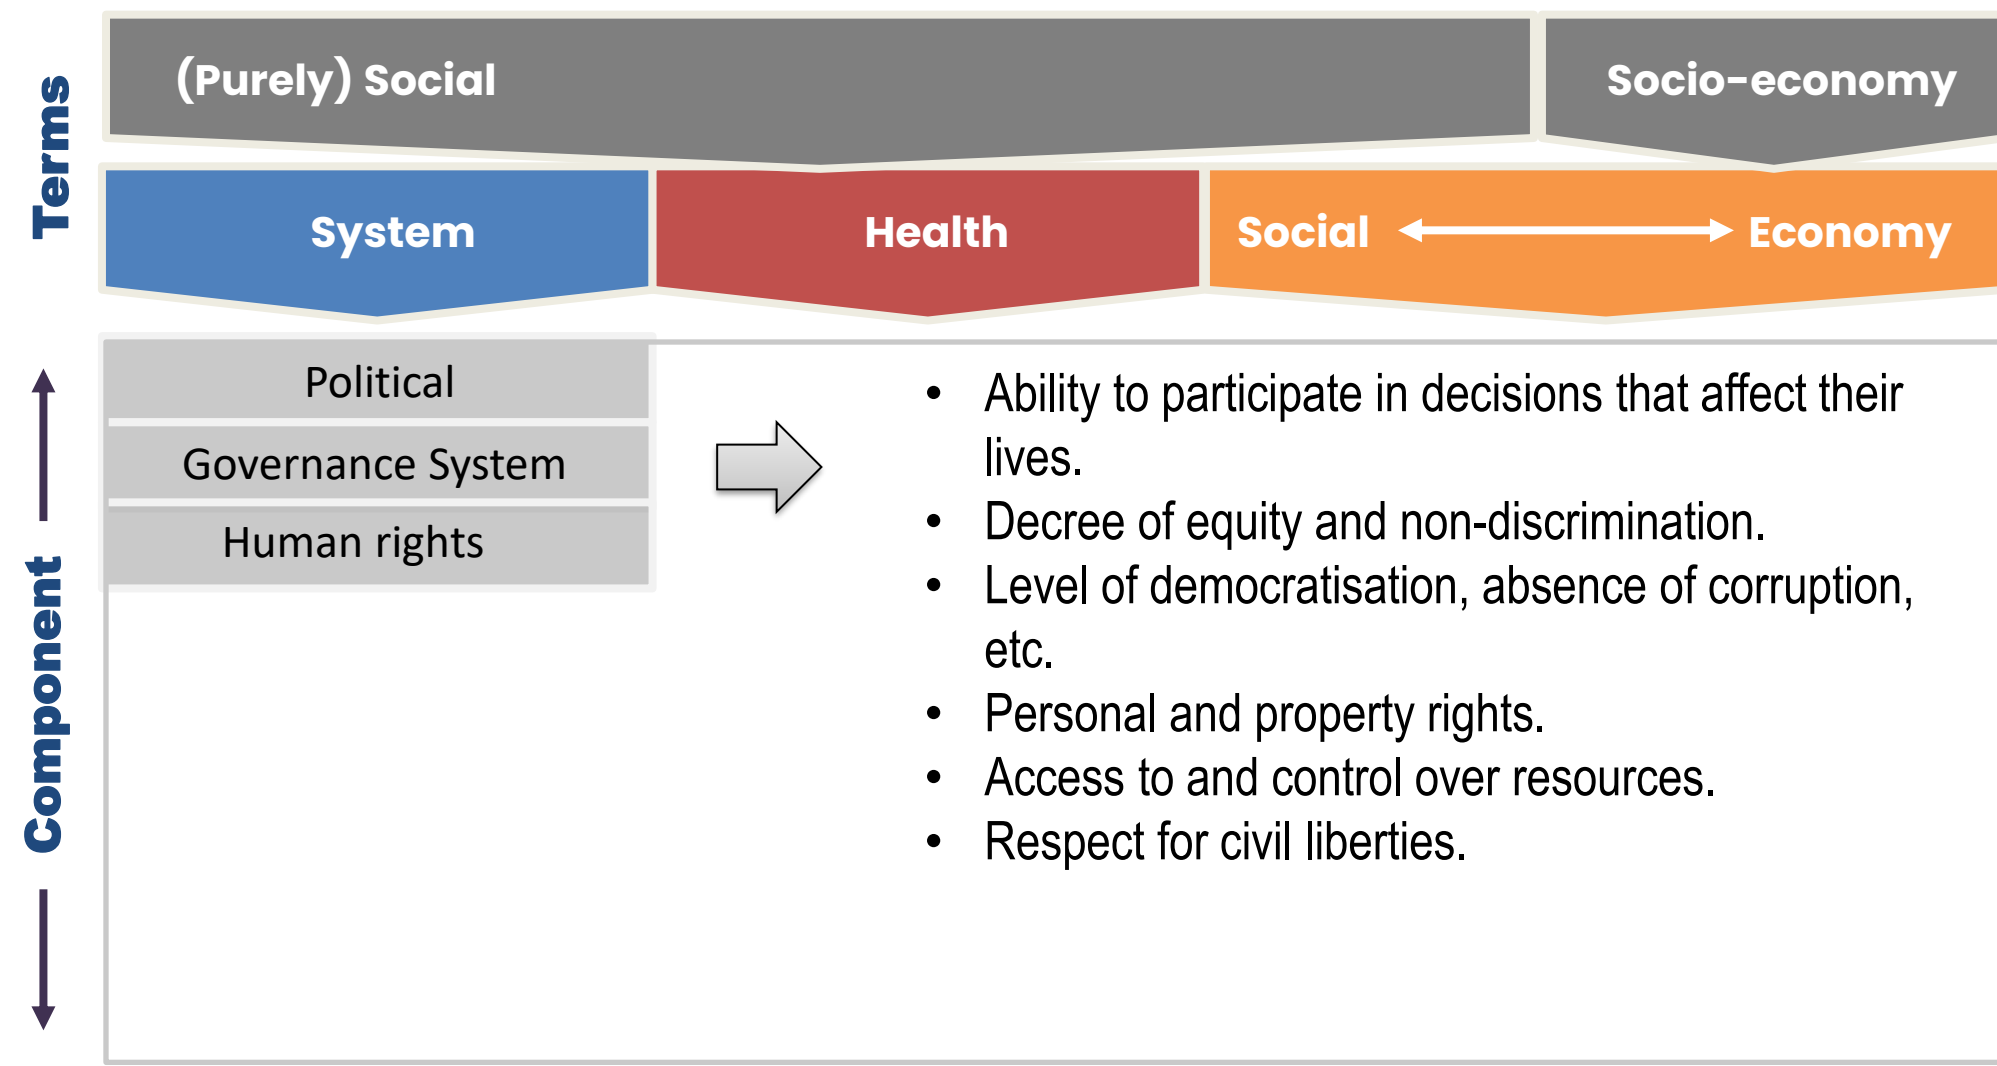 Terms
(Purely) Social
Socio-economy
System
Health
Social
Economy
Component
Political
Governance System
Human rights
• Ability to participate in decisions that affect their
lives.
• Decree of equity and non-discrimination.
• Level of democratisation, absence of corruption,
etc.
• Personal and property rights.
• Access to and control over resources.
• Respect for civil liberties.